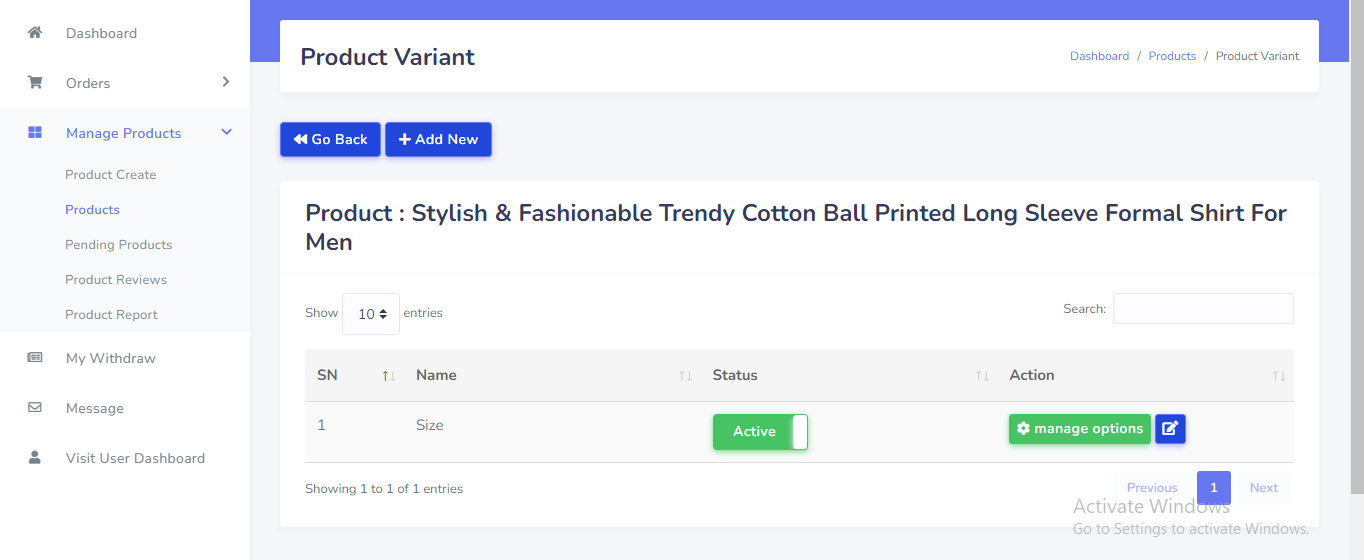 Dashboard
Orders
Manage Products
Product Create
Products
Pending Products
Product Reviews
Product Report
My Withdraw
Message
Visit User Dashboard
Product Variant
Dashboard / Products / Product Variant
Go Back
Add New
Product : Stylish & Fashionable Trendy Cotton Ball Printed Long Sleeve Formal Shirt For
Men
Show 10 entries
Search:
SN Name Status Action
1 Size Active manage options
Showing 1 to 1 of 1 entries
Previous 1 Next
Activate Windows
Go to Settings to activate Windows.